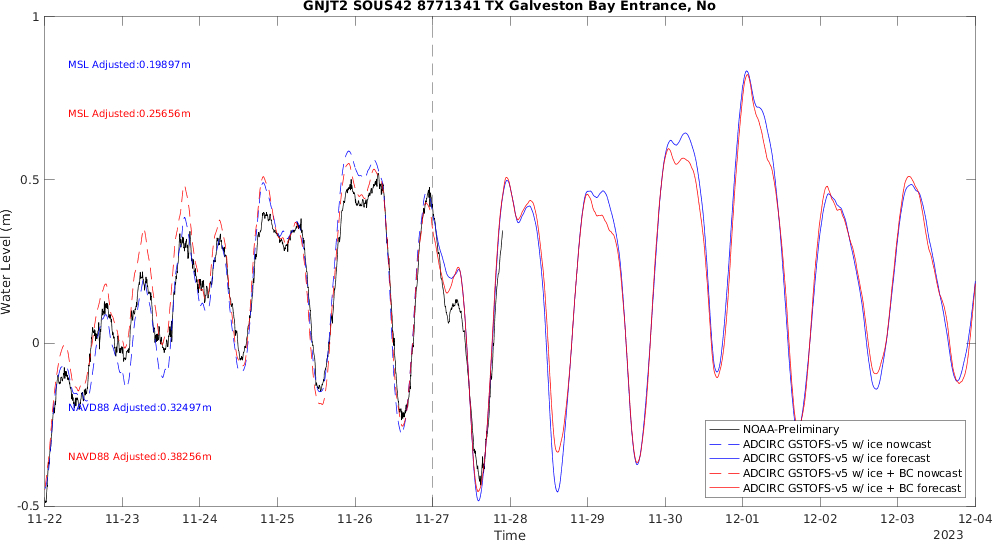 GNJT2 SOUS42 8771341 TX Galveston Bay Entrance, No
1
MSL Adjusted:0.19897m
MSL Adjusted:0.25656m
0.5
Water Level (m)
0
NAVD88 Adjusted:0.32497m
NAVD88 Adjusted:0.38256m
NOAA-Preliminary
ADCIRC GSTOFS-v5 w/ ice nowcast
ADCIRC GSTOFS-v5 w/ ice forecast
ADCIRC GSTOFS-v5 w/ ice + BC nowcast
ADCIRC GSTOFS-v5 w/ ice + BC forecast
-0.5
11-22 11-23 11-24 11-25 11-26 11-27 11-28 11-29 11-30 12-01 12-02 12-03 12-04
Time
2023